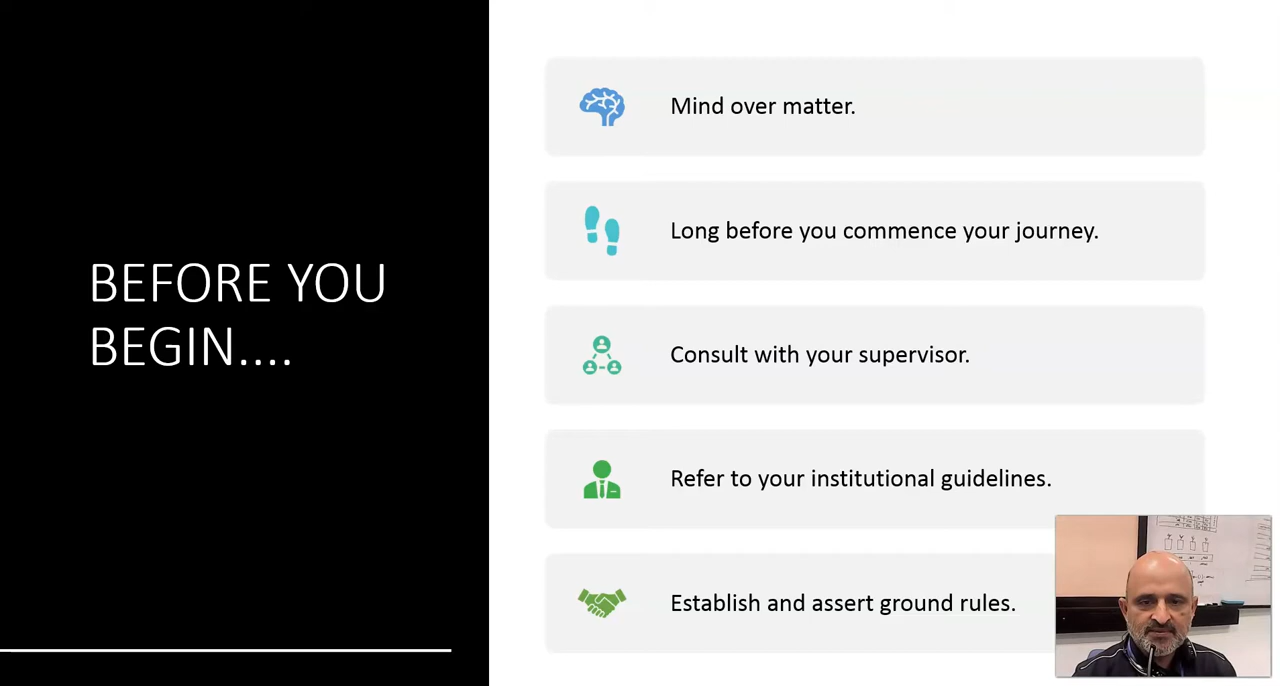 BEFORE YOU
BEGIN....
Mind over matter.
Long before you commence your journey.
Consult with your supervisor.
Refer to your institutional guidelines.
Establish and assert ground rules.